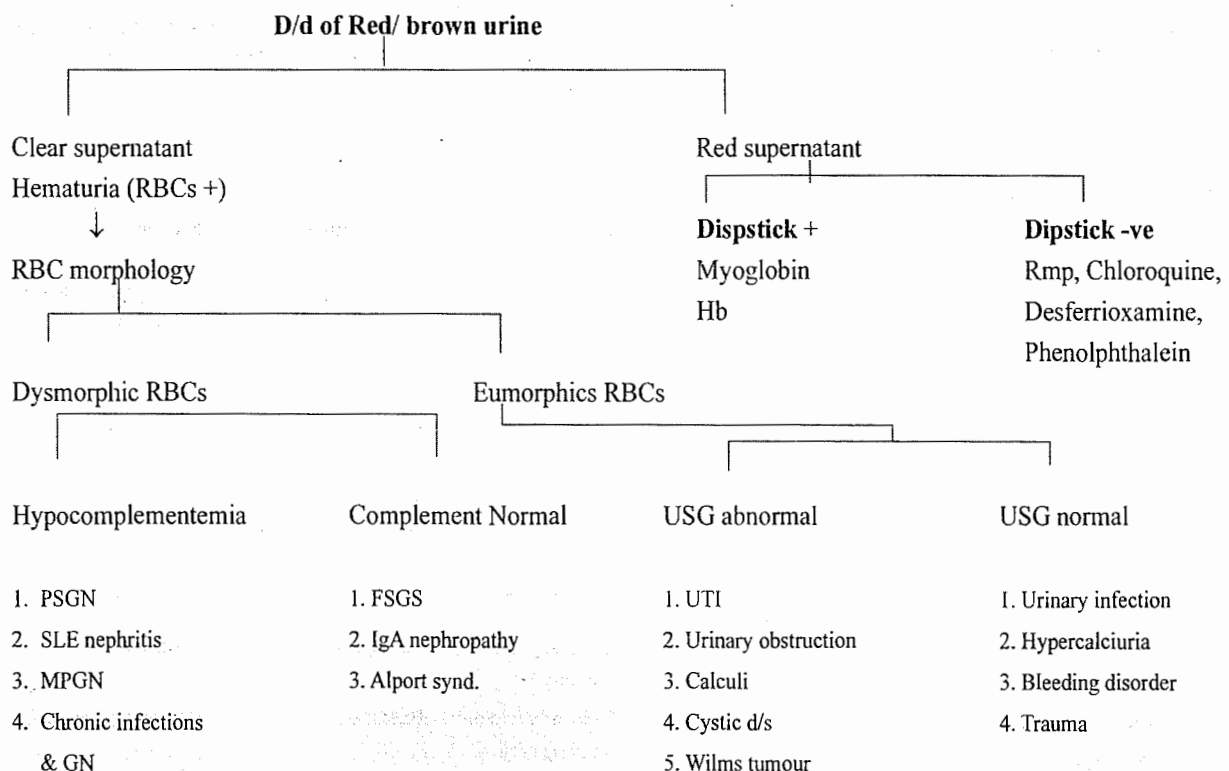 D/d of Red/ brown urine
Clear supernatant
Hematuria (RBCs +)
↓
RBC morphology
Red supernatant
Dispstick +
Myoglobin
Hb
Dipstick -ve
Rmp, Chloroquine,
Desferrioxamine,
Phenolphthalein
Dysmorphic RBCs
Eumorphics RBCs
Hypocomplementemia
1. PSGN
2. SLE nephritis
3. MPGN
4. Chronic infections
& GN
Complement Normal
1. FSGS
2. IgA nephropathy
3. Alport synd.
USG abnormal
1. UTI
2. Urinary obstruction
3. Calculi
4. Cystic d/s
5. Wilms tumour
USG normal
1. Urinary infection
2. Hypercalciuria
3. Bleeding disorder
4. Trauma